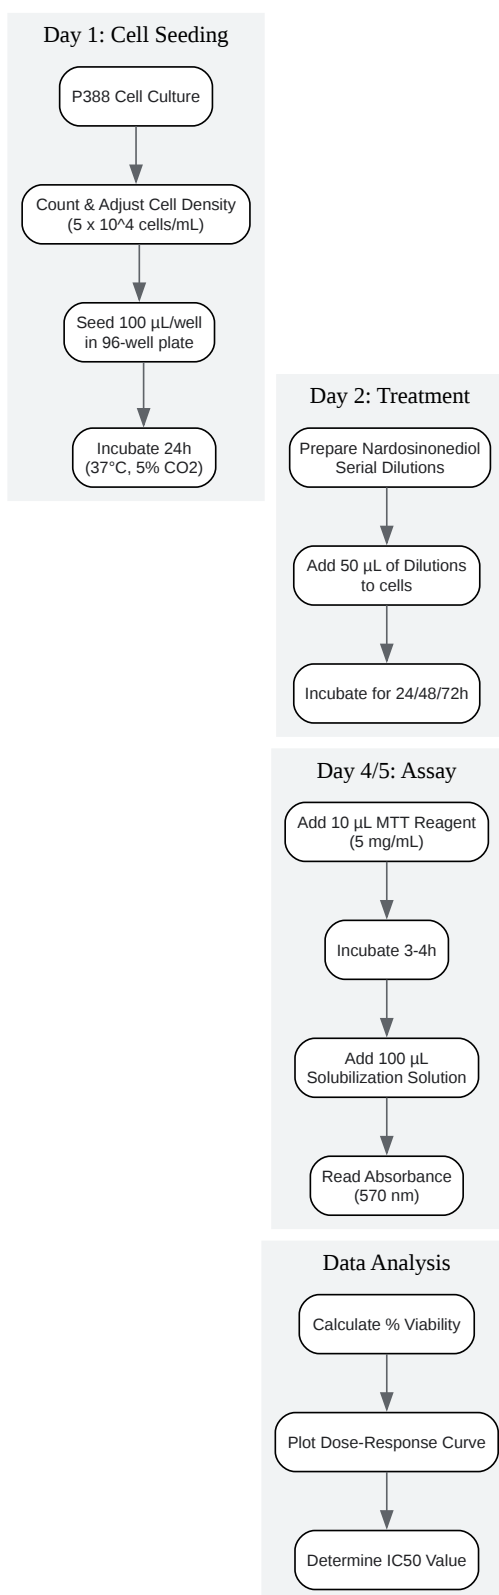 Day 1: Cell Seeding
P388 Cell Culture
Count & Adjust Cell Density
(5 x 10^4 cells/mL)
Seed 100 µL/well
in 96-well plate
Incubate 24h
(37°C, 5% CO2)
Day 2: Treatment
Prepare Nardosinonediol
Serial Dilutions
Add 50 µL of Dilutions
to cells
Incubate for 24/48/72h
Day 4/5: Assay
Add 10 µL MTT Reagent
(5 mg/mL)
Incubate 3-4h
Add 100 µL
Solubilization Solution
Read Absorbance
(570 nm)
Data Analysis
Calculate % Viability
Plot Dose-Response Curve
Determine IC50 Value